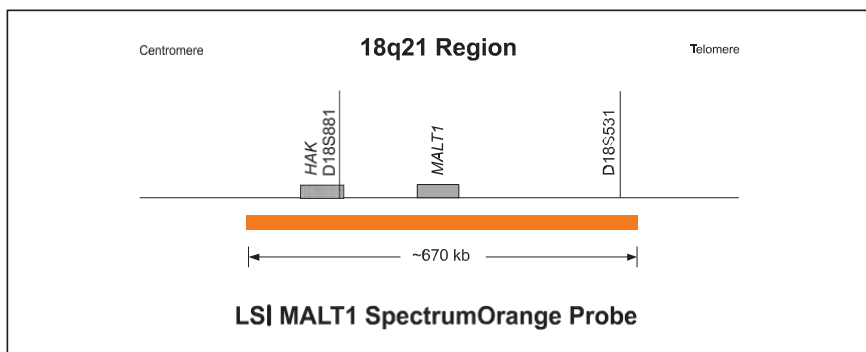 18q21 Region
Centromere
Telomere
HAK
D18S881
MALT1
D18S531
~670 kb
LSI MALT1 SpectrumOrange Probe